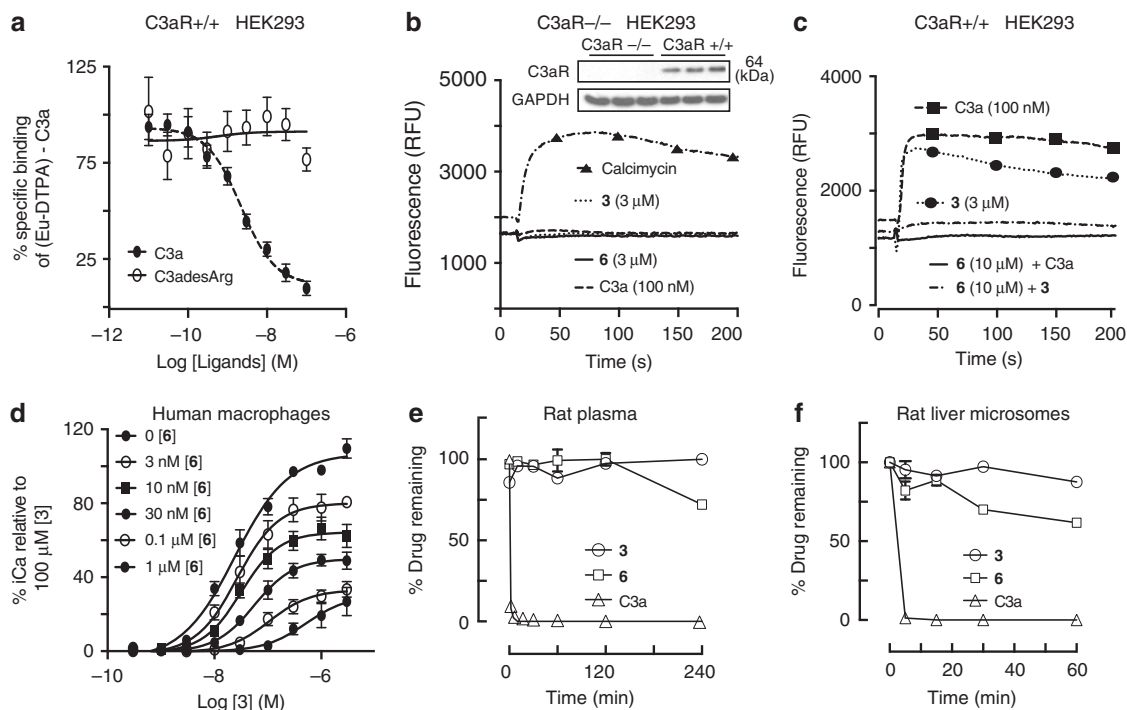 a
C3aR+/+ HEK293
% specific binding
of (Eu-DTPA) - C3a
125
75
25
C3a
C3adesArg
–12
–10
–8
–6
Log [Ligands] (M)
b
C3aR–/– HEK293
C3aR –/–
C3aR +/+
C3aR
64
(kDa)
GAPDH
Fluorescence (RFU)
5000
3000
1000
Calcimycin
3 (3 µM)
6 (3 µM)
C3a (100 nM)
0
50
100
150
200
Time (s)
c
C3aR+/+ HEK293
Fluorescence (RFU)
4000
2000
0
C3a (100 nM)
3 (3 µM)
6 (10 µM) + C3a
6 (10 µM) + 3
0
50
100
150
200
Time (s)
d
Human macrophages
% iCa relative to
100 µM [3]
120
80
40
0
0 [6]
3 nM [6]
10 nM [6]
30 nM [6]
0.1 µM [6]
1 µM [6]
–10
–8
–6
Log [3] (M)
e
Rat plasma
% Drug remaining
100
50
0
3
6
C3a
0
120
240
Time (min)
f
Rat liver microsomes
% Drug remaining
100
50
0
3
6
C3a
0
20
40
60
Time (min)